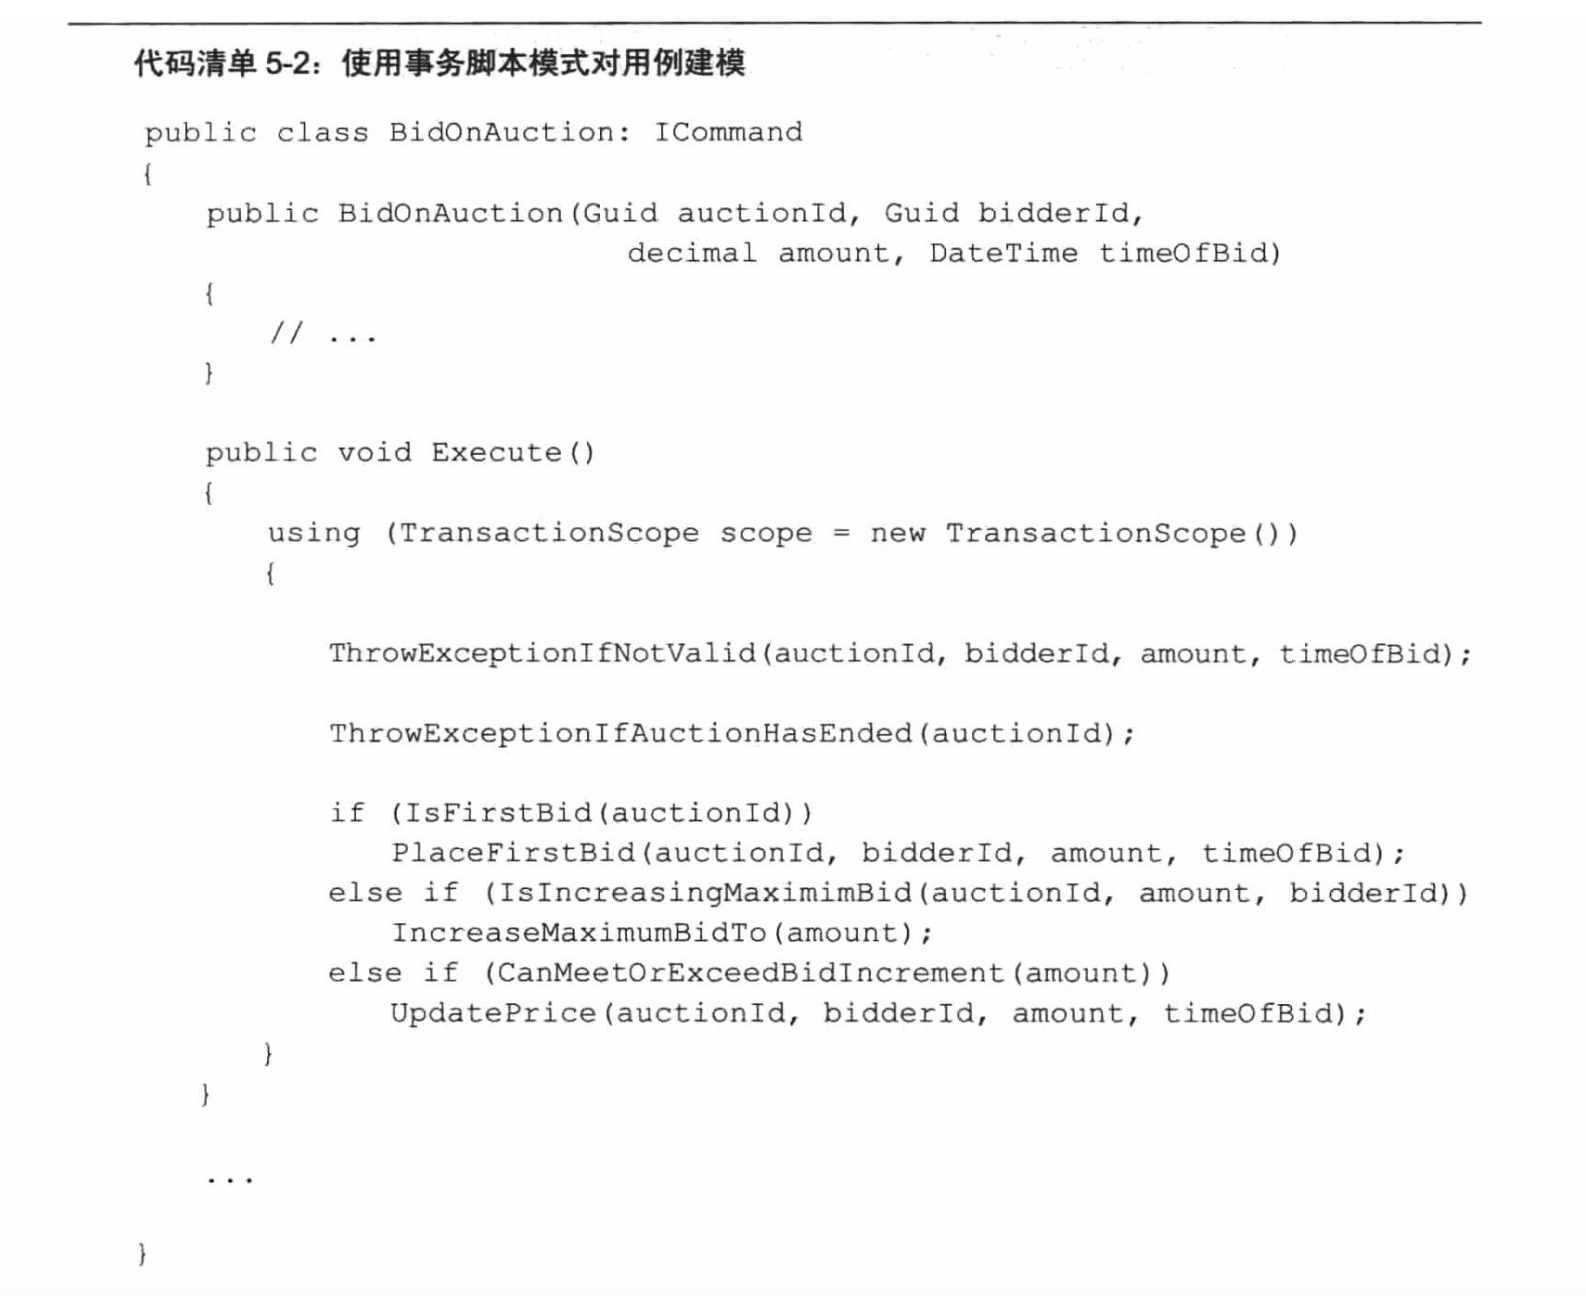 代码清单 5-2：使用事务脚本模式对用例建模
public class BidOnAuction: ICommand
{
public BidOnAuction(Guid auctionId, Guid bidderId,
decimal amount, DateTime timeOfBid)
{
// ...
}
public void Execute()
{
using (TransactionScope scope = new TransactionScope())
{
ThrowExceptionIfNotValid(auctionId, bidderId, amount, timeOfBid);
ThrowExceptionIfAuctionHasEnded(auctionId);
if (IsFirstBid(auctionId))
PlaceFirstBid(auctionId, bidderId, amount, timeOfBid);
else if (IsIncreasingMaximimBid(auctionId, amount, bidderId))
IncreaseMaximumBidTo(amount);
else if (CanMeetOrExceedBidIncrement(amount))
UpdatePrice(auctionId, bidderId, amount, timeOfBid);
}
}
...
}